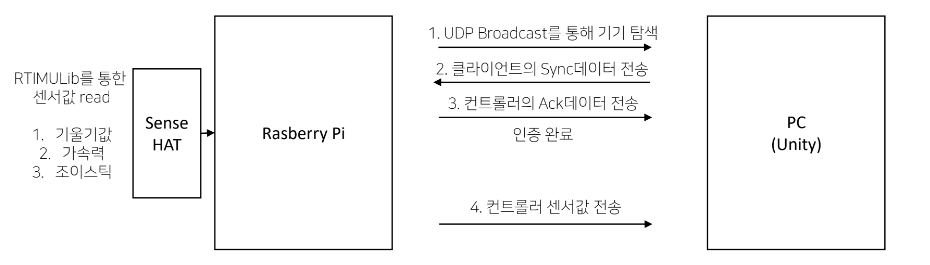 RTIMULib를 통한
센서값 read
1. 기울기값
2. 가속력
3. 조이스틱
Sense
HAT
Rasberry Pi
1. UDP Broadcast를 통해 기기 탐색
2. 클라이언트의 Sync데이터 전송
3. 컨트롤러의 Ack데이터 전송
인증 완료
4. 컨트롤러 센서값 전송
PC
(Unity)